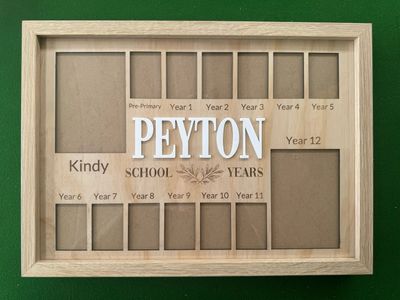 Pre-Primary Year 1 Year 2 Year 3 Year 4 Year 5
PEYTON
Year 12
Kindy
SCHOOL YEARS
Year 6 Year 7 Year 8 Year 9 Year 10 Year 11